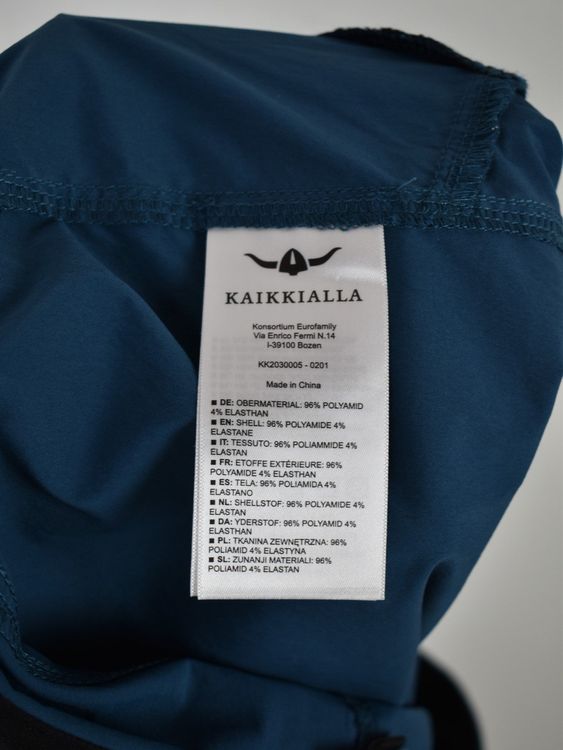 KAIKKIALLA
Konsortium Eurofamily
Via Enrico Fermi N.14
I-39100 Bozen
KK2030005 - 0201
Made in China
■ DE: OBERMATERIAL: 96% POLYAMID
4% ELASTHAN
■ EN: SHELL: 96% POLYAMIDE 4%
ELASTANE
■ IT: TESSUTO: 96% POLIAMMIDE 4%
ELASTAN
■ FR: ETOFFE EXTÉRIEURE: 96%
POLYAMIDE 4% ELASTHAN
■ ES: TELA: 96% POLIAMIDA 4%
ELASTANO
■ NL: SHELLSTOF: 96% POLYAMIDE 4%
ELASTAN
■ DA: YDERSTOF: 96% POLYAMID 4%
ELASTHAN
■ PL: TKANINA ZEWNĘTRZNA: 96%
POLIAMID 4% ELASTYNA
■ SL: ZUNANJI MATERIALI: 96%
POLIAMID 4% ELASTAN